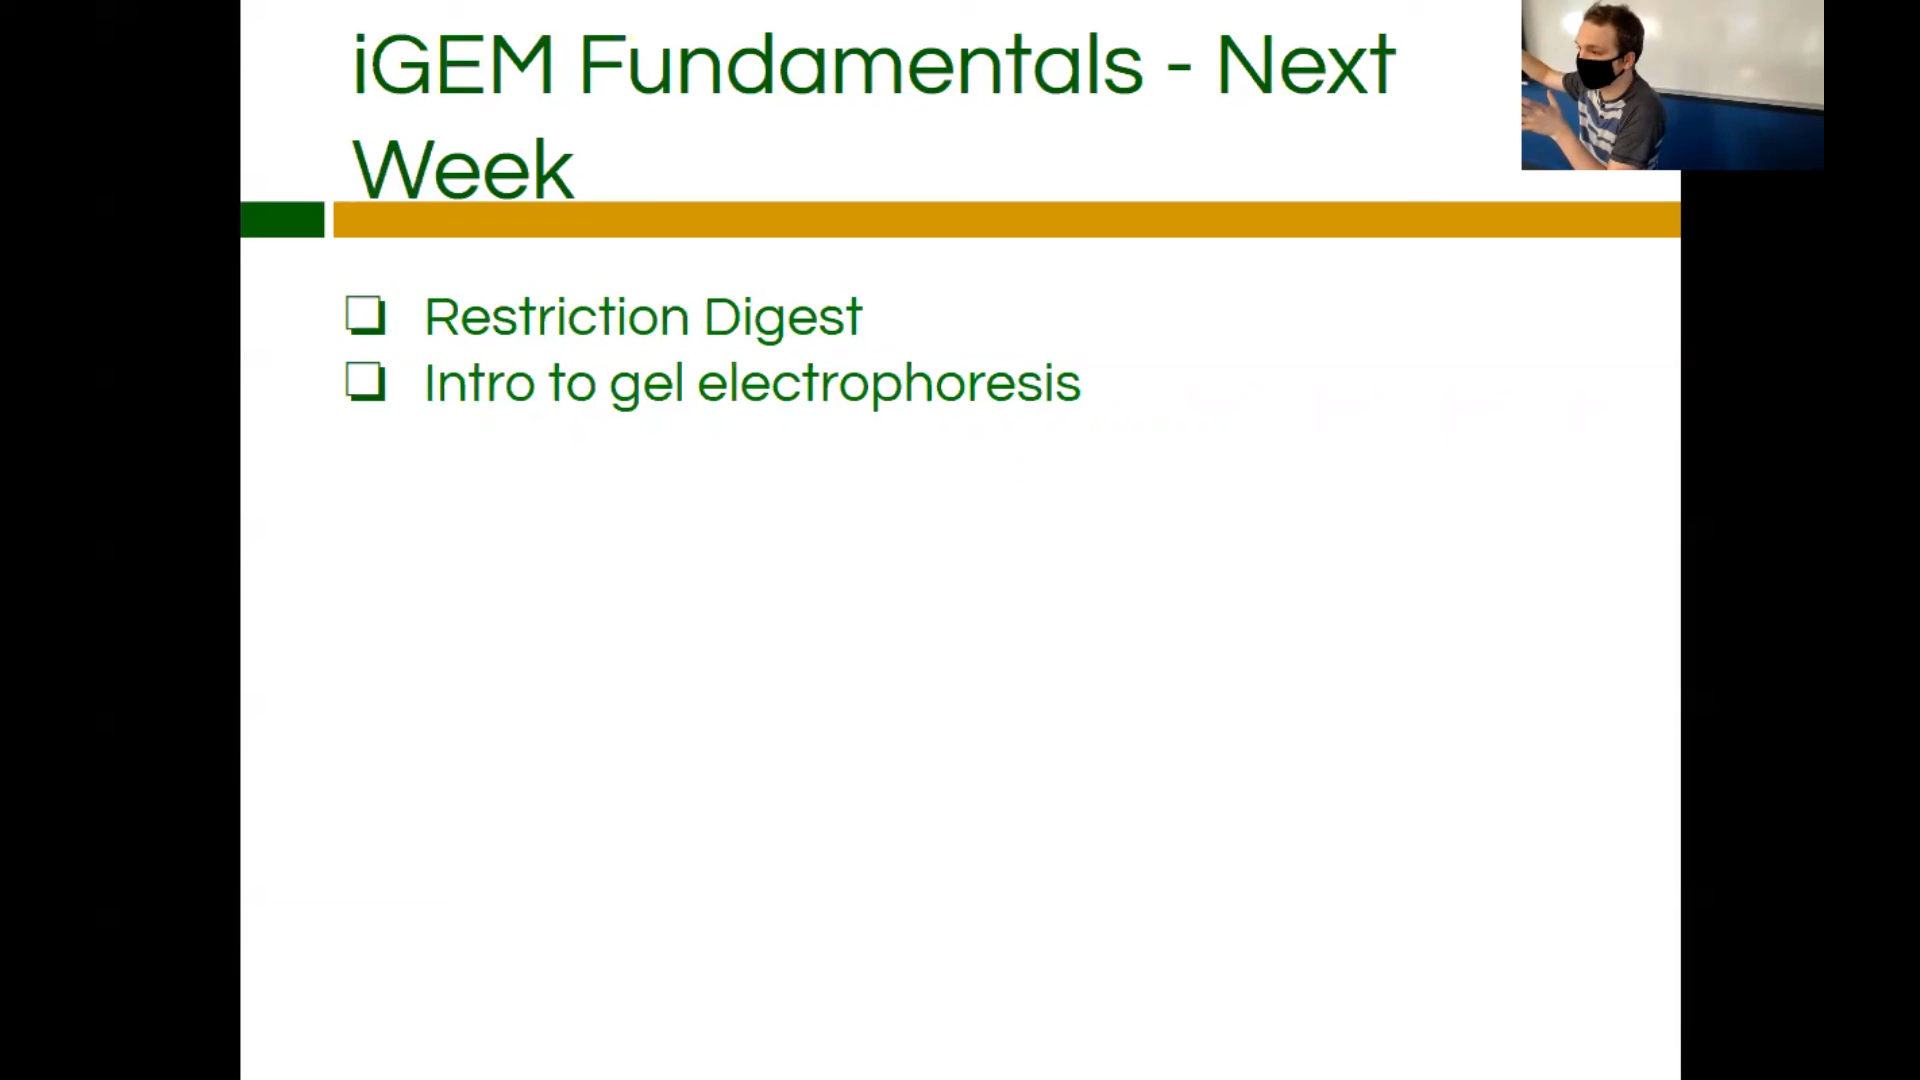 iGEM Fundamentals - Next
Week
Restriction Digest
Intro to gel electrophoresis